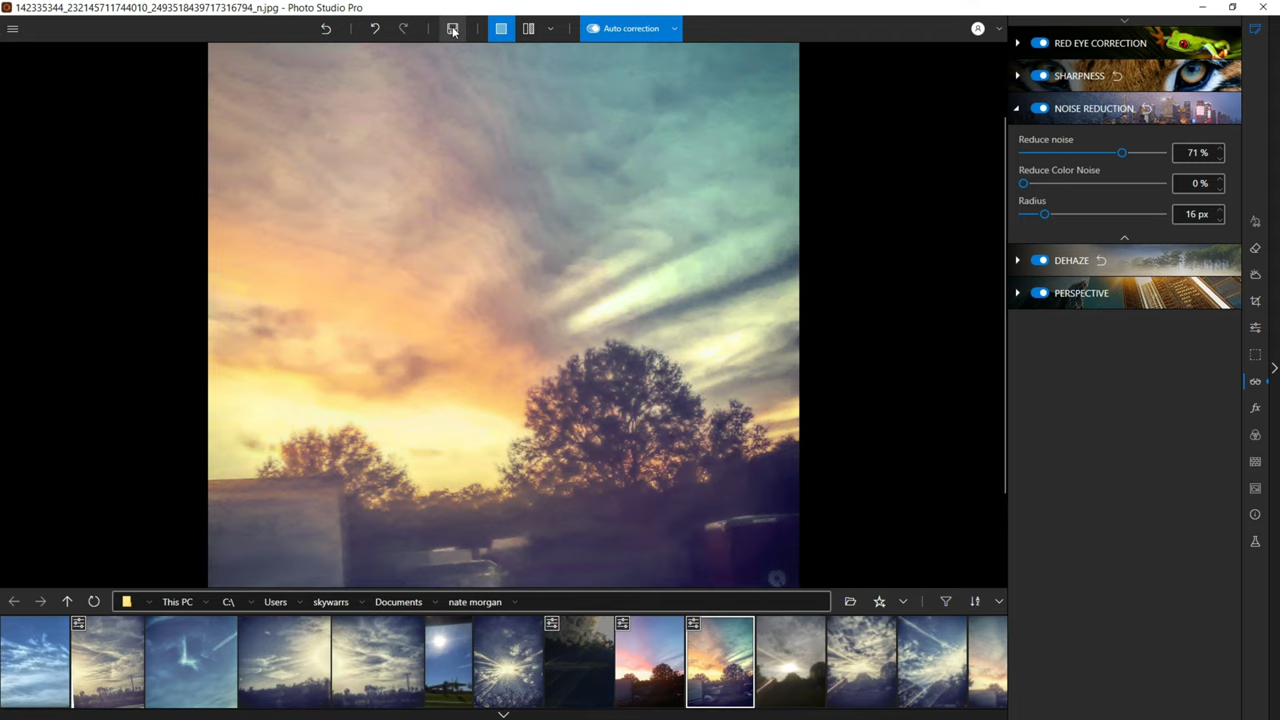 142335344_232145711744010_2493518439717316794_n.jpg - Photo Studio Pro
Auto correction
RED EYE CORRECTION
SHARPNESS
NOISE REDUCTION
Reduce noise
71 %
Reduce Color Noise
0 %
Radius
16 px
DEHAZE
PERSPECTIVE
fx
This PC C:\ Users skywarrs Documents nate morgan